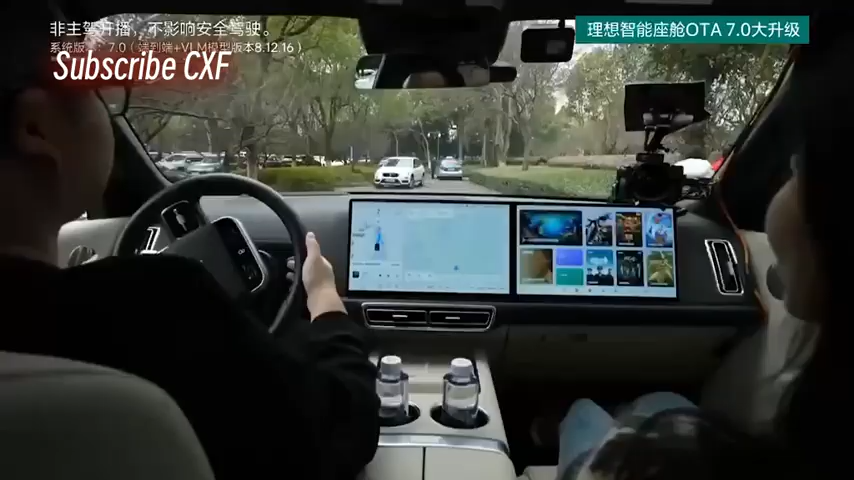 非主驾开播，不影响安全驾驶。
系统版本：7.0（端到端+VLM模型版本8.12.16）
Subscribe CXF
理想智能座舱OTA 7.0大升级